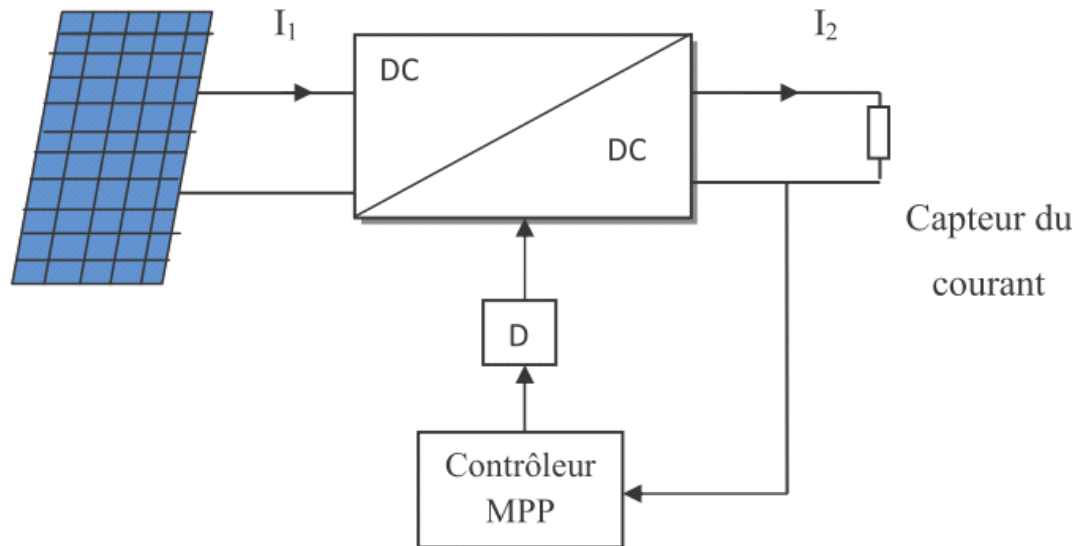 I₁
I₂
DC
DC
Capteur du
courant
D
Contrôleur
MPP